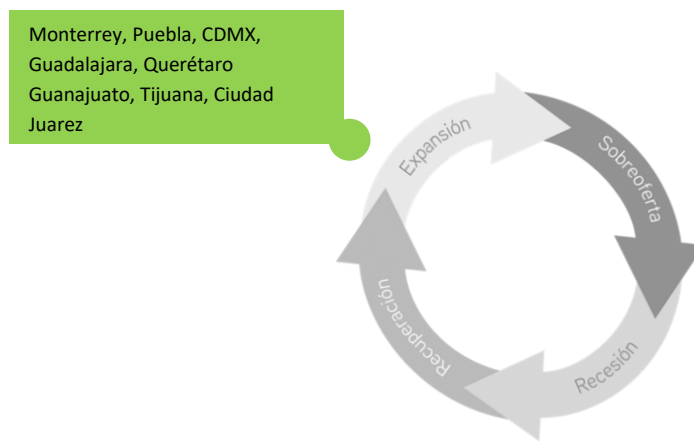 Monterrey, Puebla, CDMX,
Guadalajara, Querétaro
Guanajuato, Tijuana, Ciudad
Juarez
Expansión
Sobreoferta
Recesión
Recuperación